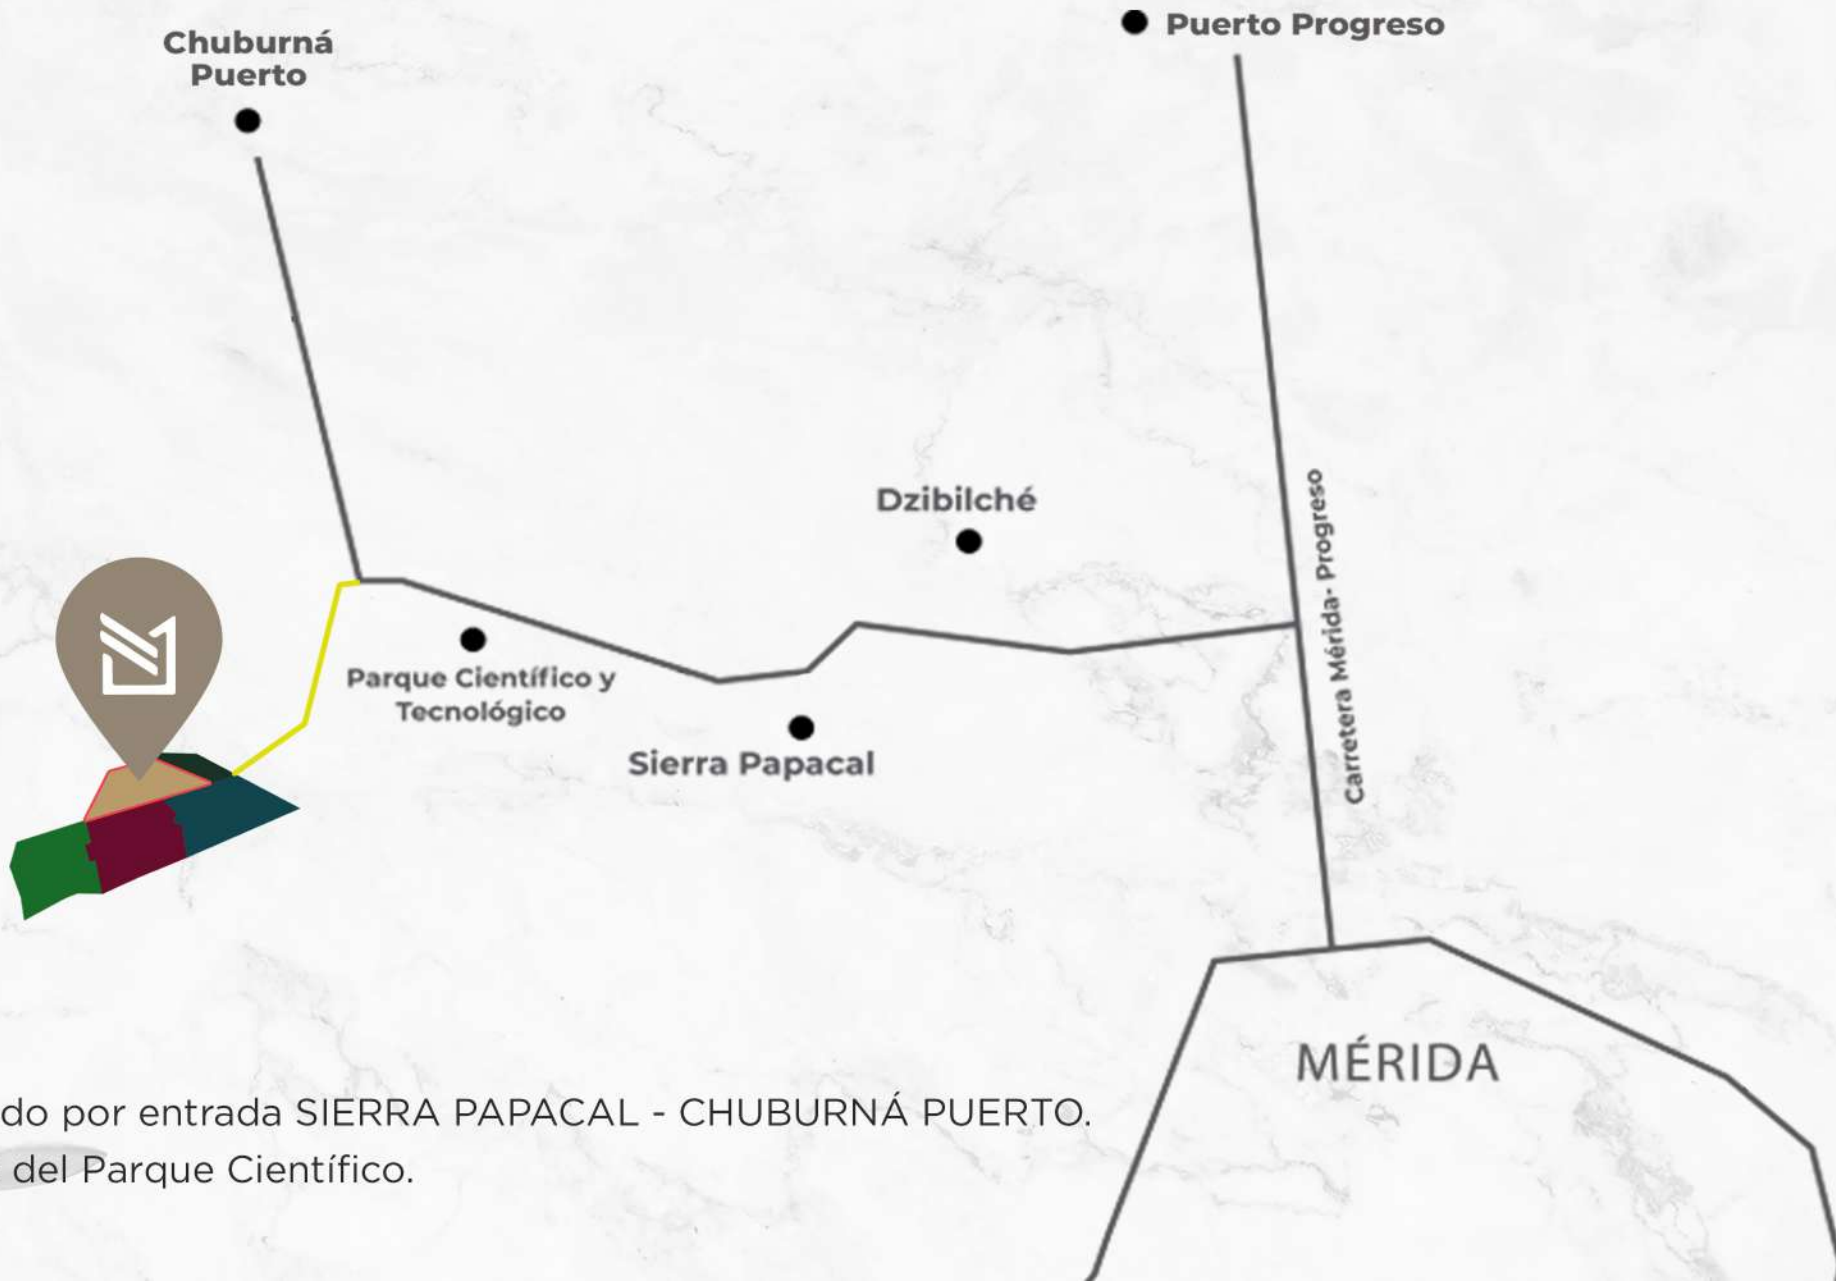 Chuburná
Puerto
Puerto Progreso
Dzibilché
Carretera Mérida- Progreso
Parque Científico y
Tecnológico
Sierra Papacal
MÉRIDA
do por entrada SIERRA PAPACAL - CHUBURNÁ PUERTO.
del Parque Científico.